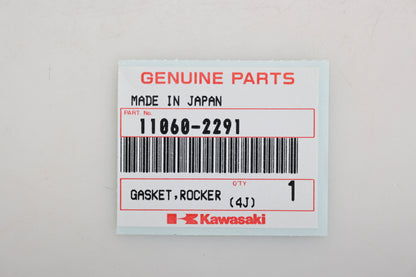 GENUINE PARTS
MADE IN JAPAN
PART No.
11060-2291
GASKET,ROCKER (4J)
Q'TY 1
Kawasaki